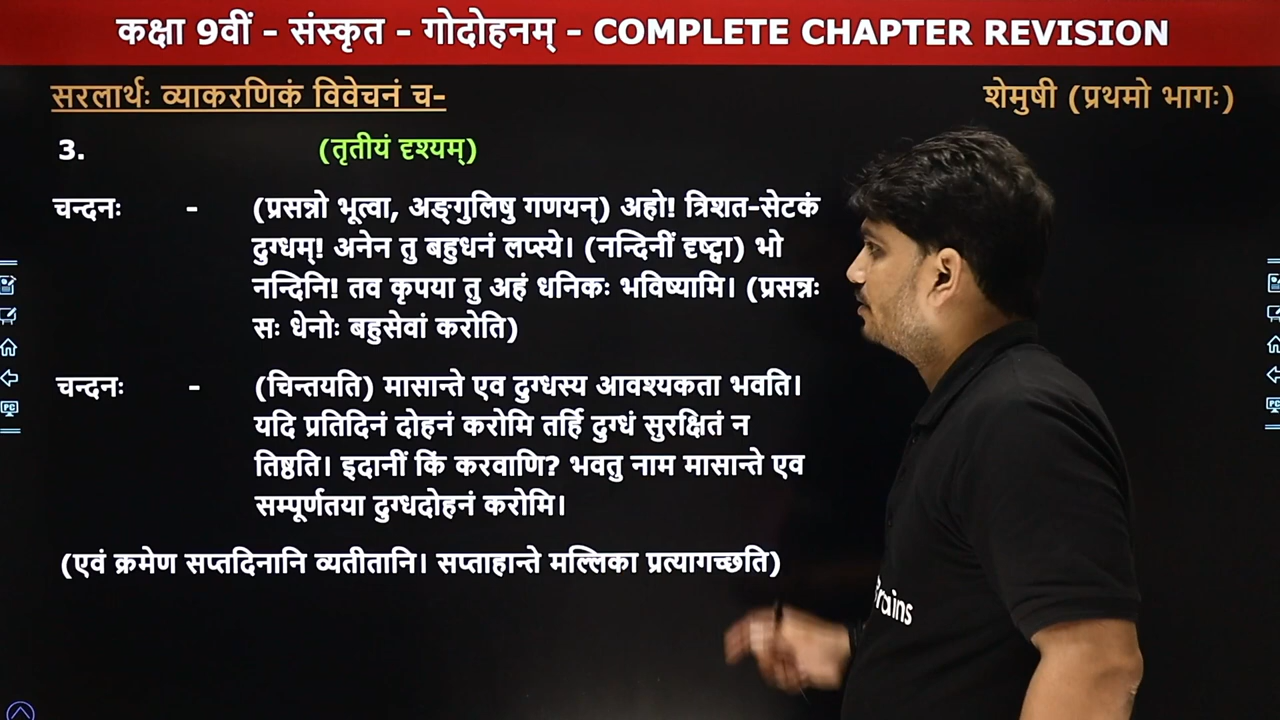 कक्षा 9वीं - संस्कृत - गोदोहनम् - COMPLETE CHAPTER REVISION
सरलार्थः व्याकरणिकं विवेचनं च-
शेमुषी (प्रथमो भागः)
3. (तृतीयं दृश्यम्)
चन्दनः - (प्रसन्नो भूत्वा, अङ्गुलिषु गणयन्) अहो! त्रिशत-सेटकं
दुग्धम्! अनेन तु बहुधनं लप्स्ये। (नन्दिनीं दृष्ट्वा) भो
नन्दिनि! तव कृपया तु अहं धनिकः भविष्यामि। (प्रसन्नः
सः धेनोः बहुसेवां करोति)
चन्दनः - (चिन्तयति) मासान्ते एव दुग्धस्य आवश्यकता भवति।
यदि प्रतिदिनं दोहनं करोमि तर्हि दुग्धं सुरक्षितं न
तिष्ठति। इदानीं किं करवाणि? भवतु नाम मासान्ते एव
सम्पूर्णतया दुग्धदोहनं करोमि।
(एवं क्रमेण सप्तदिनानि व्यतीतानि। सप्ताहान्ते मल्लिका प्रत्यागच्छति)
PC
PC